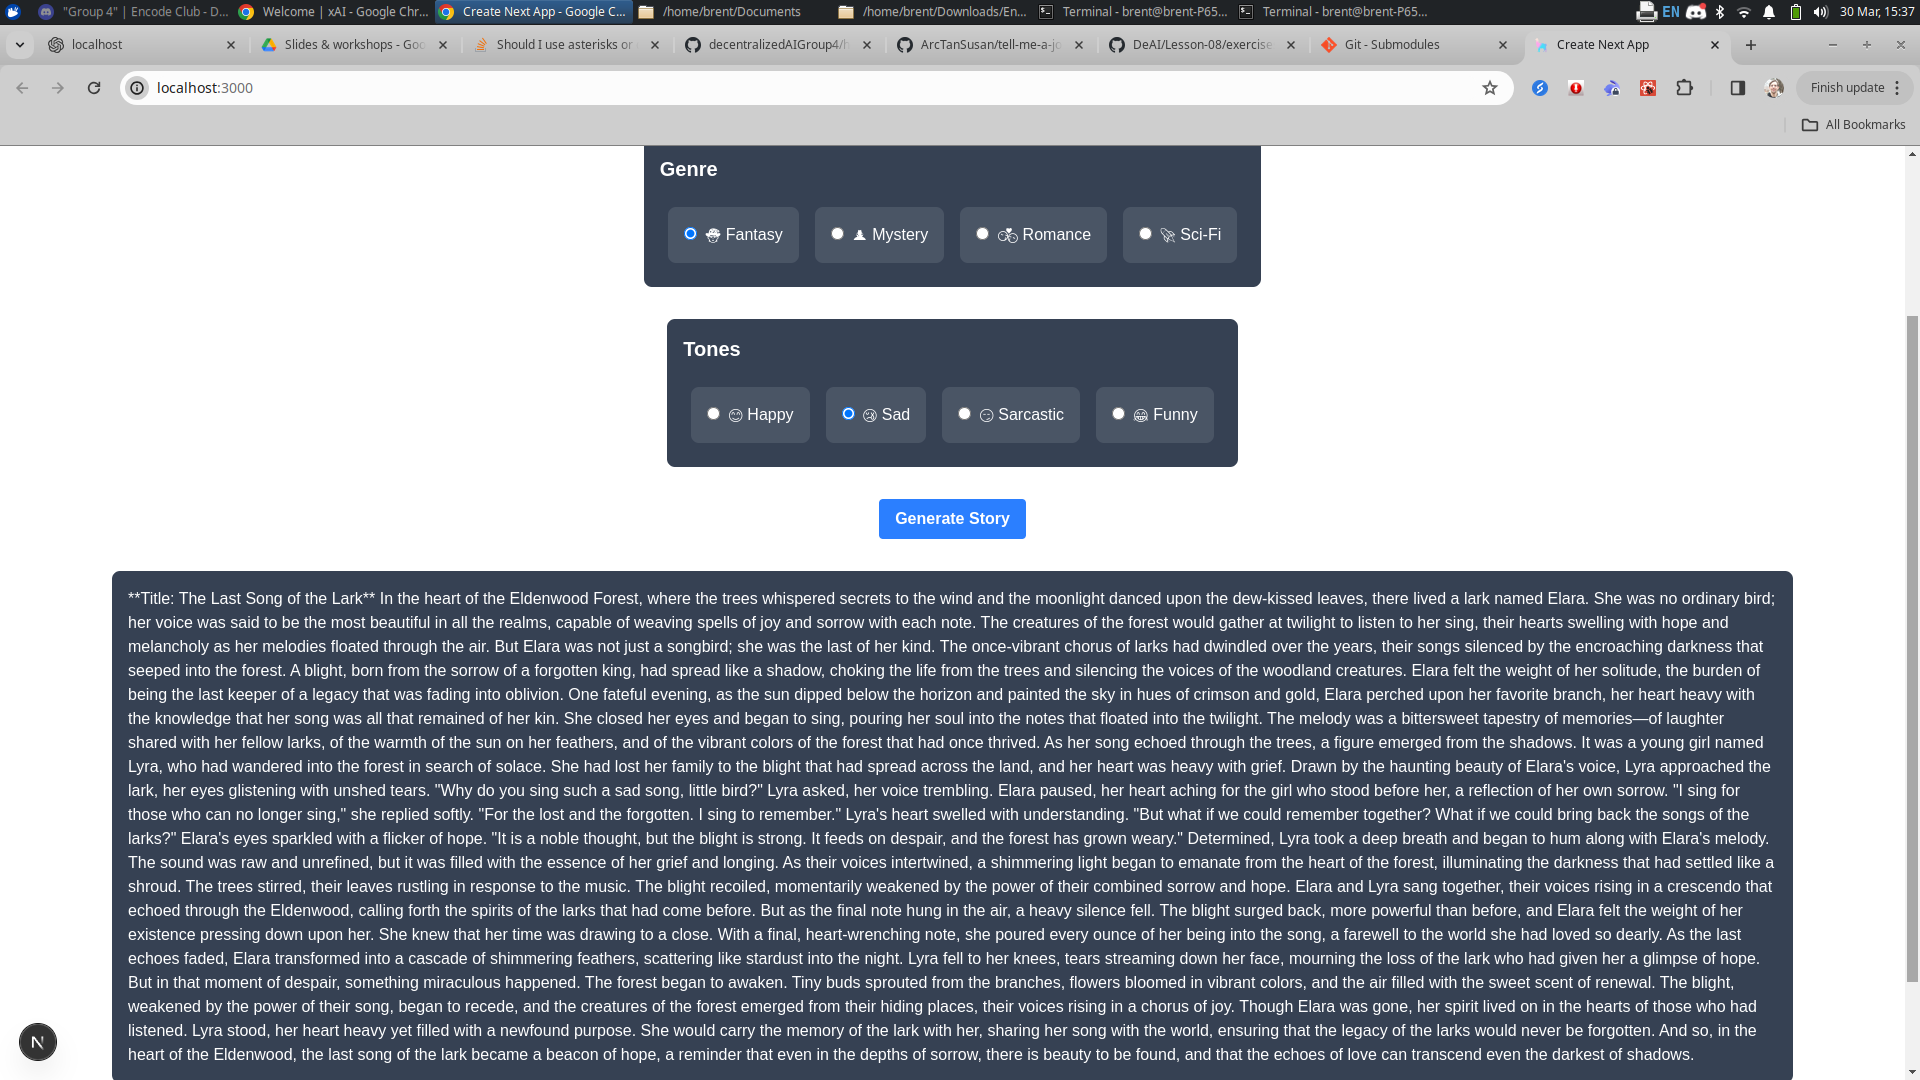 "Group 4" | Encode Club - D...
Welcome | xAI - Google Chr...
Create Next App - Google C...
/home/brent/Documents
/home/brent/Downloads/En...
Terminal - brent@brent-P65...
Terminal - brent@brent-P65...
EN
30 Mar, 15:37
localhost
Slides & workshops - Goo
Should I use asterisks or
decentralizedAIGroup4/h
ArcTanSusan/tell-me-a-jo
DeAI/Lesson-08/exercise
Git - Submodules
Create Next App
localhost:3000
Finish update
All Bookmarks
Genre
Fantasy
Mystery
Romance
Sci-Fi
Tones
Happy
Sad
Sarcastic
Funny
Generate Story
**Title: The Last Song of the Lark** In the heart of the Eldenwood Forest, where the trees whispered secrets to the wind and the moonlight danced upon the dew-kissed leaves, there lived a lark named Elara. She was no ordinary bird;
her voice was said to be the most beautiful in all the realms, capable of weaving spells of joy and sorrow with each note. The creatures of the forest would gather at twilight to listen to her sing, their hearts swelling with hope and
melancholy as her melodies floated through the air. But Elara was not just a songbird; she was the last of her kind. The once-vibrant chorus of larks had dwindled over the years, their songs silenced by the encroaching darkness that
seeped into the forest. A blight, born from the sorrow of a forgotten king, had spread like a shadow, choking the life from the trees and silencing the voices of the woodland creatures. Elara felt the weight of her solitude, the burden of
being the last keeper of a legacy that was fading into oblivion. One fateful evening, as the sun dipped below the horizon and painted the sky in hues of crimson and gold, Elara perched upon her favorite branch, her heart heavy with
the knowledge that her song was all that remained of her kin. She closed her eyes and began to sing, pouring her soul into the notes that floated into the twilight. The melody was a bittersweet tapestry of memories—of laughter
shared with her fellow larks, of the warmth of the sun on her feathers, and of the vibrant colors of the forest that had once thrived. As her song echoed through the trees, a figure emerged from the shadows. It was a young girl named
Lyra, who had wandered into the forest in search of solace. She had lost her family to the blight that had spread across the land, and her heart was heavy with grief. Drawn by the haunting beauty of Elara's voice, Lyra approached the
lark, her eyes glistening with unshed tears. "Why do you sing such a sad song, little bird?" Lyra asked, her voice trembling. Elara paused, her heart aching for the girl who stood before her, a reflection of her own sorrow. "I sing for
those who can no longer sing," she replied softly. "For the lost and the forgotten. I sing to remember." Lyra's heart swelled with understanding. "But what if we could remember together? What if we could bring back the songs of the
larks?" Elara's eyes sparkled with a flicker of hope. "It is a noble thought, but the blight is strong. It feeds on despair, and the forest has grown weary." Determined, Lyra took a deep breath and began to hum along with Elara's melody.
The sound was raw and unrefined, but it was filled with the essence of her grief and longing. As their voices intertwined, a shimmering light began to emanate from the heart of the forest, illuminating the darkness that had settled like a
shroud. The trees stirred, their leaves rustling in response to the music. The blight recoiled, momentarily weakened by the power of their combined sorrow and hope. Elara and Lyra sang together, their voices rising in a crescendo that
echoed through the Eldenwood, calling forth the spirits of the larks that had come before. But as the final note hung in the air, a heavy silence fell. The blight surged back, more powerful than before, and Elara felt the weight of her
existence pressing down upon her. She knew that her time was drawing to a close. With a final, heart-wrenching note, she poured every ounce of her being into the song, a farewell to the world she had loved so dearly. As the last
echoes faded, Elara transformed into a cascade of shimmering feathers, scattering like stardust into the night. Lyra fell to her knees, tears streaming down her face, mourning the loss of the lark who had given her a glimpse of hope.
But in that moment of despair, something miraculous happened. The forest began to awaken. Tiny buds sprouted from the branches, flowers bloomed in vibrant colors, and the air filled with the sweet scent of renewal. The blight,
weakened by the power of their song, began to recede, and the creatures of the forest emerged from their hiding places, their voices rising in a chorus of joy. Though Elara was gone, her spirit lived on in the hearts of those who had
listened. Lyra stood, her heart heavy yet filled with a newfound purpose. She would carry the memory of the lark with her, sharing her song with the world, ensuring that the legacy of the larks would never be forgotten. And so, in the
heart of the Eldenwood, the last song of the lark became a beacon of hope, a reminder that even in the depths of sorrow, there is beauty to be found, and that the echoes of love can transcend even the darkest of shadows.
N